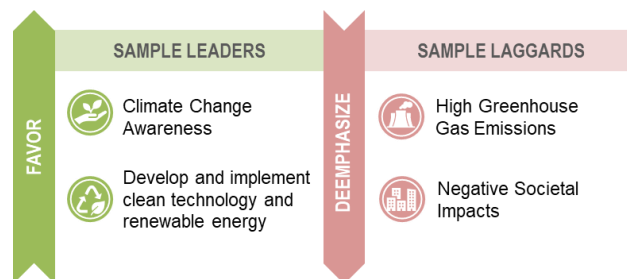 FAVOR
SAMPLE LEADERS
Climate Change
Awareness
Develop and implement
clean technology and
renewable energy
DEEMPHASIZE
SAMPLE LAGGARDS
High Greenhouse
Gas Emissions
Negative Societal
Impacts